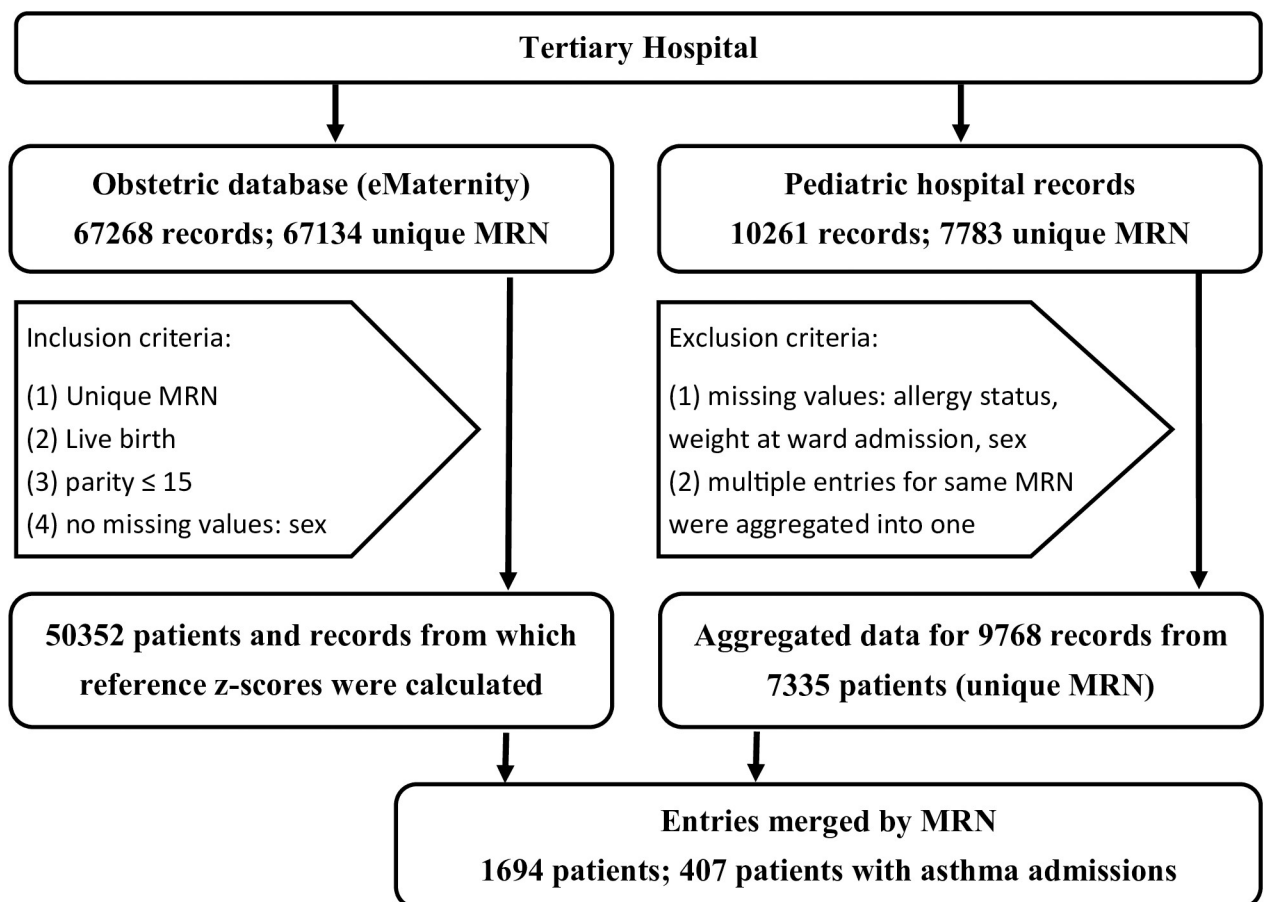 Tertiary Hospital
Obstetric database (eMaternity)
67268 records; 67134 unique MRN
Pediatric hospital records
10261 records; 7783 unique MRN
Inclusion criteria:
(1) Unique MRN
(2) Live birth
(3) parity ≤ 15
(4) no missing values: sex
Exclusion criteria:
(1) missing values: allergy status,
weight at ward admission, sex
(2) multiple entries for same MRN
were aggregated into one
50352 patients and records from which
reference z-scores were calculated
Aggregated data for 9768 records from
7335 patients (unique MRN)
Entries merged by MRN
1694 patients; 407 patients with asthma admissions